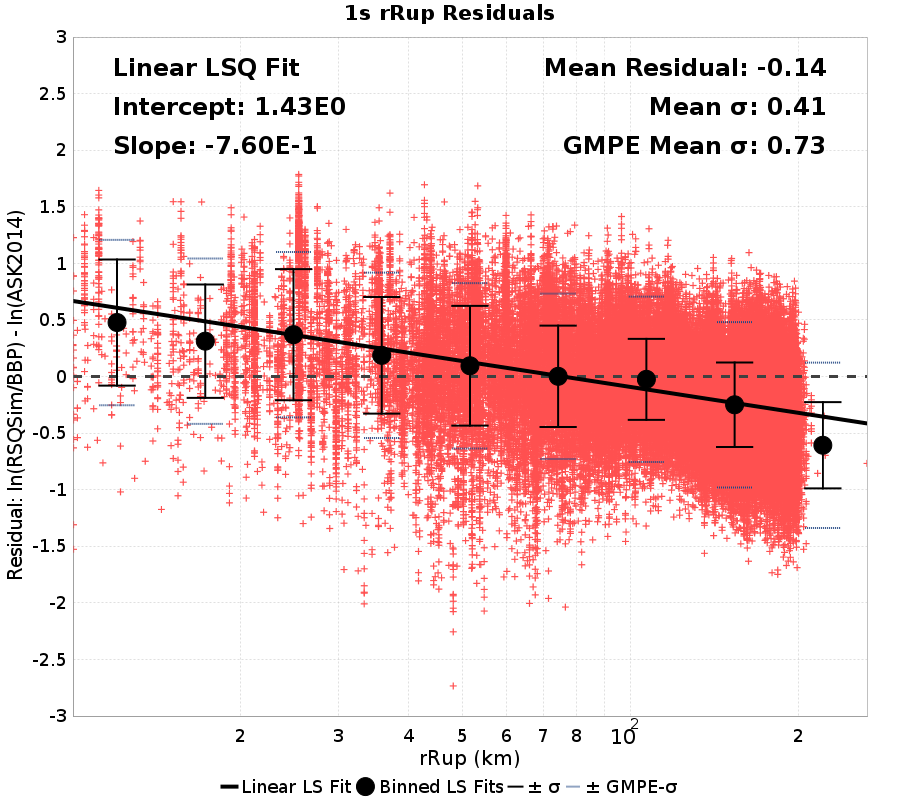 1s rRup Residuals
Linear LSQ Fit
Intercept: 1.43E0
Slope: -7.60E-1
Mean Residual: -0.14
Mean σ: 0.41
GMPE Mean σ: 0.73
Residual: ln(RSQSim/BBP) - ln(ASK2014)
3
2.5
2
1.5
1
0.5
0
-0.5
-1
-1.5
-2
-2.5
-3
2 3 4 5 6 7 8 10² 2
rRup (km)
Linear LS Fit Binned LS Fits ± σ ± GMPE-σ